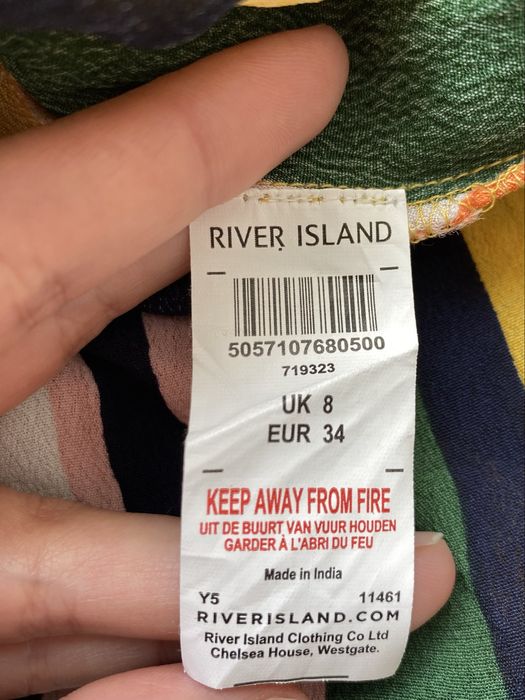 RIVER ISLAND
5057107680500
719323
UK 8
EUR 34
KEEP AWAY FROM FIRE
UIT DE BUURT VAN VUUR HOUDEN
GARDER À L'ABRI DU FEU
Made in India
Y5 11461
RIVERISLAND.COM
River Island Clothing Co Ltd
Chelsea House, Westgate.